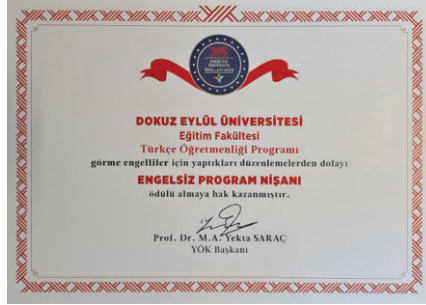 DOKUZ EYLÜL ÜNİVERSİTESİ
Eğitim Fakültesi
Türkçe Öğretmenliği Programı
görme engelliler için yaptıkları düzenlemelerden dolayı
ENGELSİZ PROGRAM NİŞANI
ödülü almaya hak kazanmıştır.
Prof. Dr. M.A. Yekta SARAÇ
YÖK Başkanı